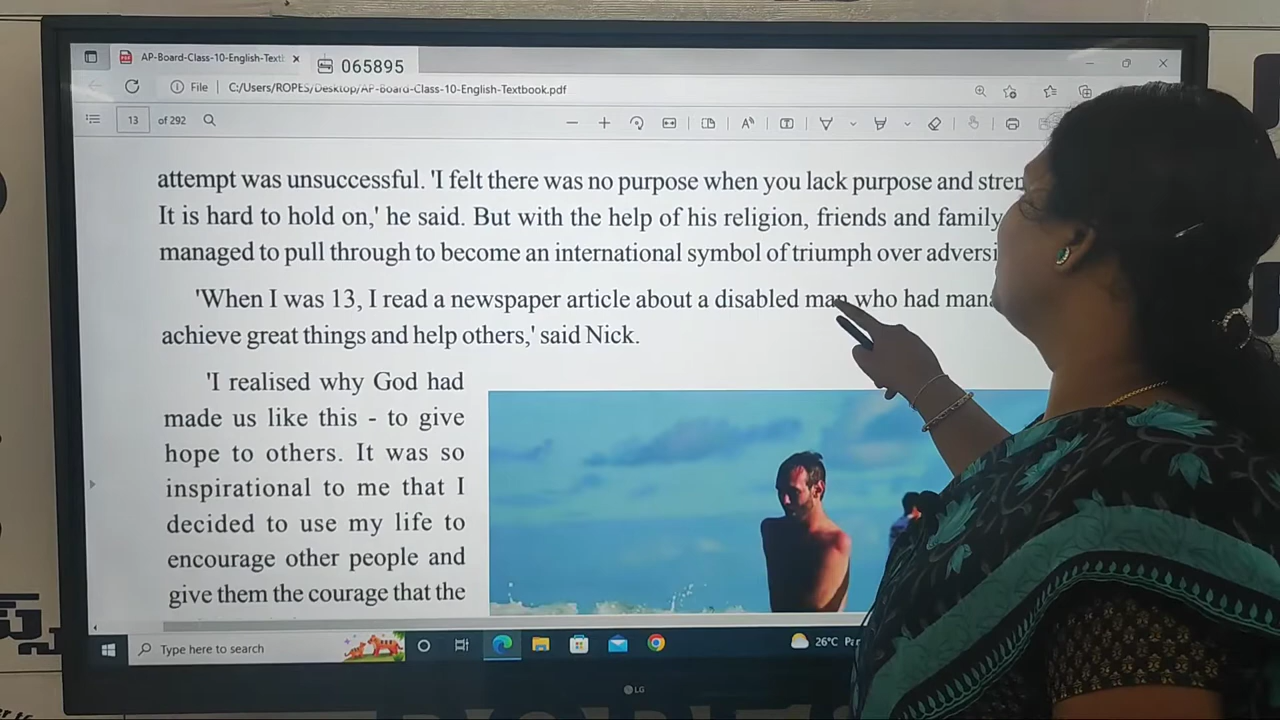 AP-Board-Class-10-English-Text
065895
File
C:/Users/ROPES/Desktop/AP-Board-Class-10-English-Textbook.pdf
13 of 292
attempt was unsuccessful. 'I felt there was no purpose when you lack purpose and stren
It is hard to hold on,' he said. But with the help of his religion, friends and family
managed to pull through to become an international symbol of triumph over adversi
'When I was 13, I read a newspaper article about a disabled man who had mana
achieve great things and help others,' said Nick.
'I realised why God had
made us like this - to give
hope to others. It was so
inspirational to me that I
decided to use my life to
encourage other people and
give them the courage that the
Type here to search
26°C
LG